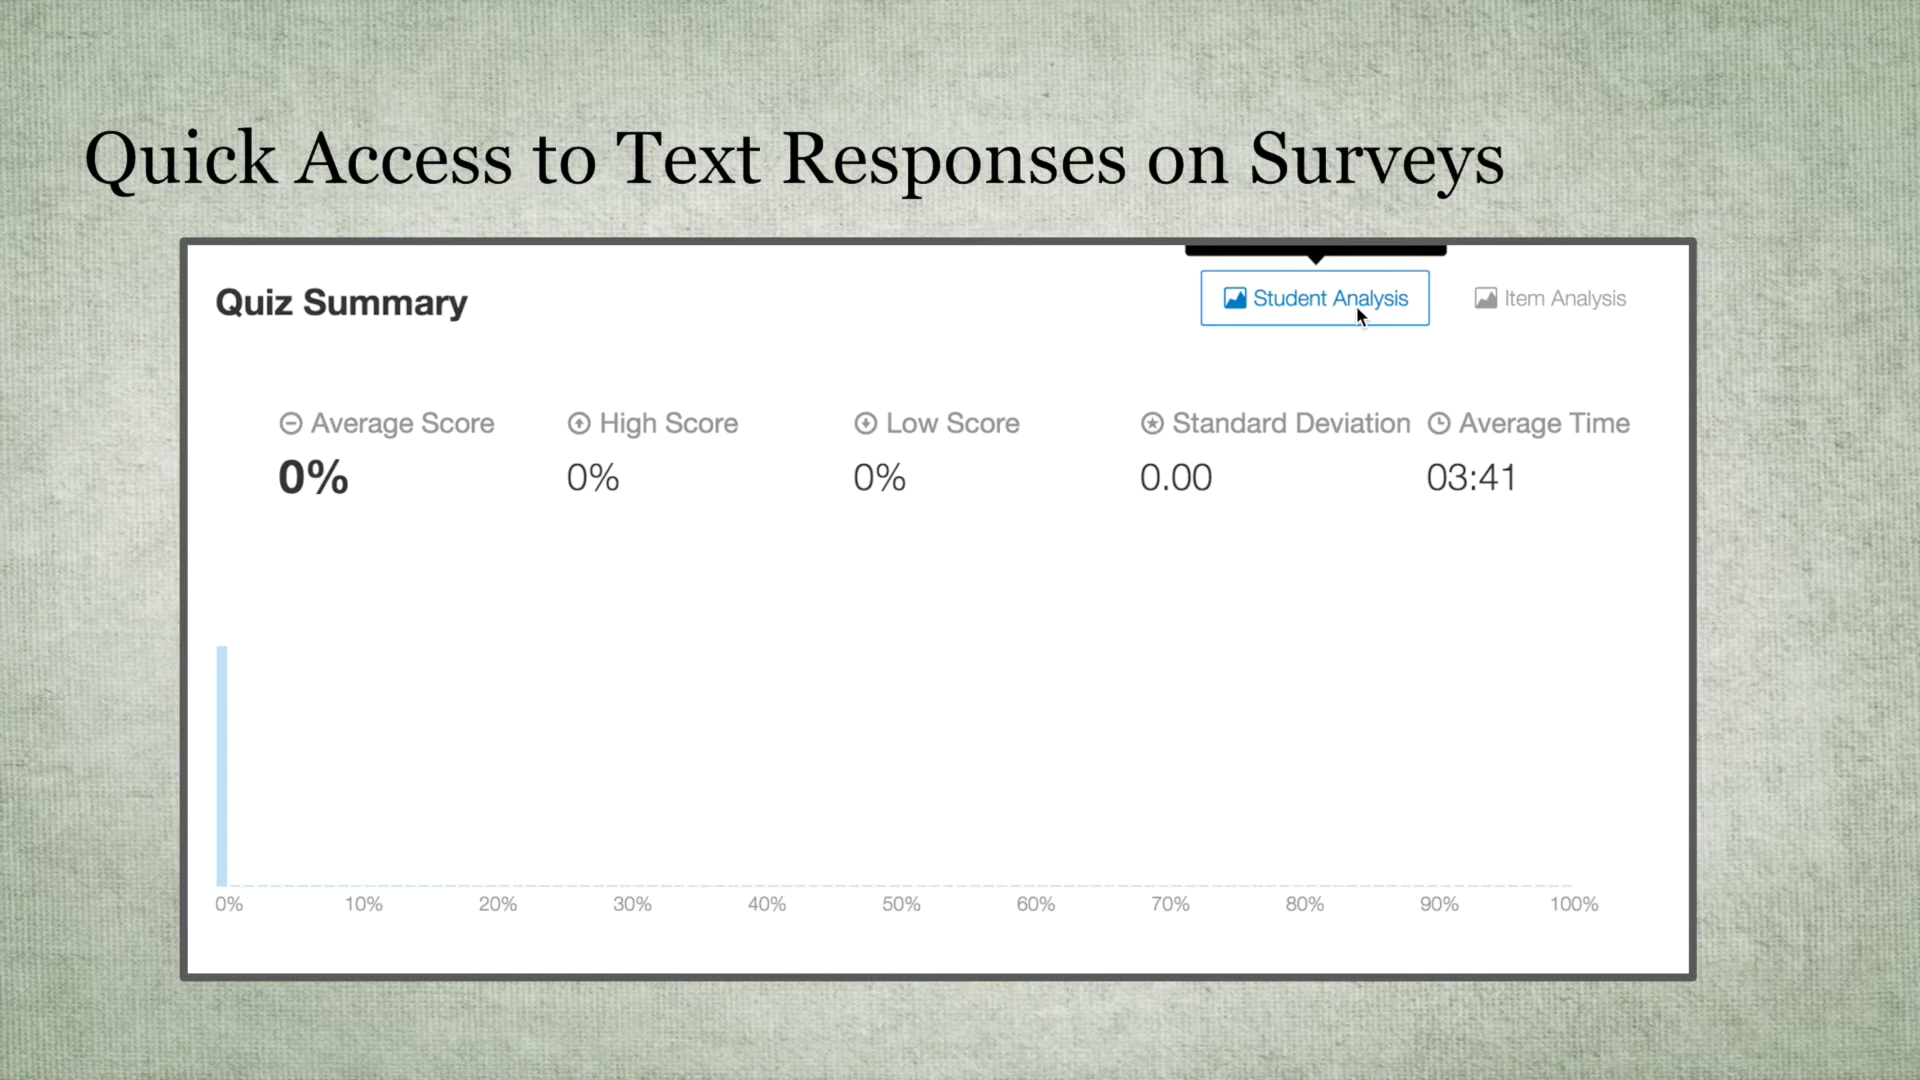 Quick Access to Text Responses on Surveys
Quiz Summary
Student Analysis
Item Analysis
Average Score
High Score
Low Score
Standard Deviation
Average Time
0%
0%
0%
0.00
03:41
0% 10% 20% 30% 40% 50% 60% 70% 80% 90% 100%